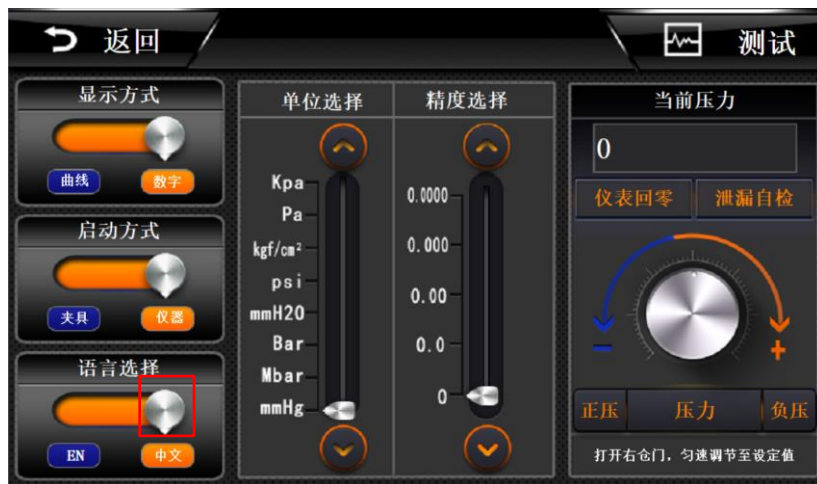 返回
测试
显示方式
曲线 数字
启动方式
夹具 仪器
语言选择
EN 中文
单位选择
Kpa
Pa
kgf/cm²
psi
mmH2O
Bar
Mbar
mmHg
精度选择
0.0000
0.000
0.00
0.0
0
当前压力
0
仪表回零 泄漏自检
− +
正压 压力 负压
打开右仓门，匀速调节至设定值